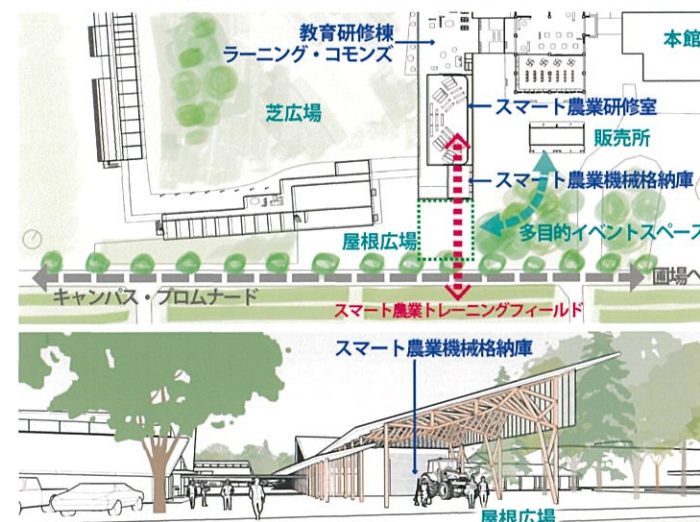 教育研修棟
ラーニング・コモンズ
本館
芝広場
スマート農業研修室
販売所
スマート農業機械格納庫
屋根広場
多目的イベントスペース
圃場へ
キャンパス・プロムナード
スマート農業トレーニングフィールド
スマート農業機械格納庫
屋根広場